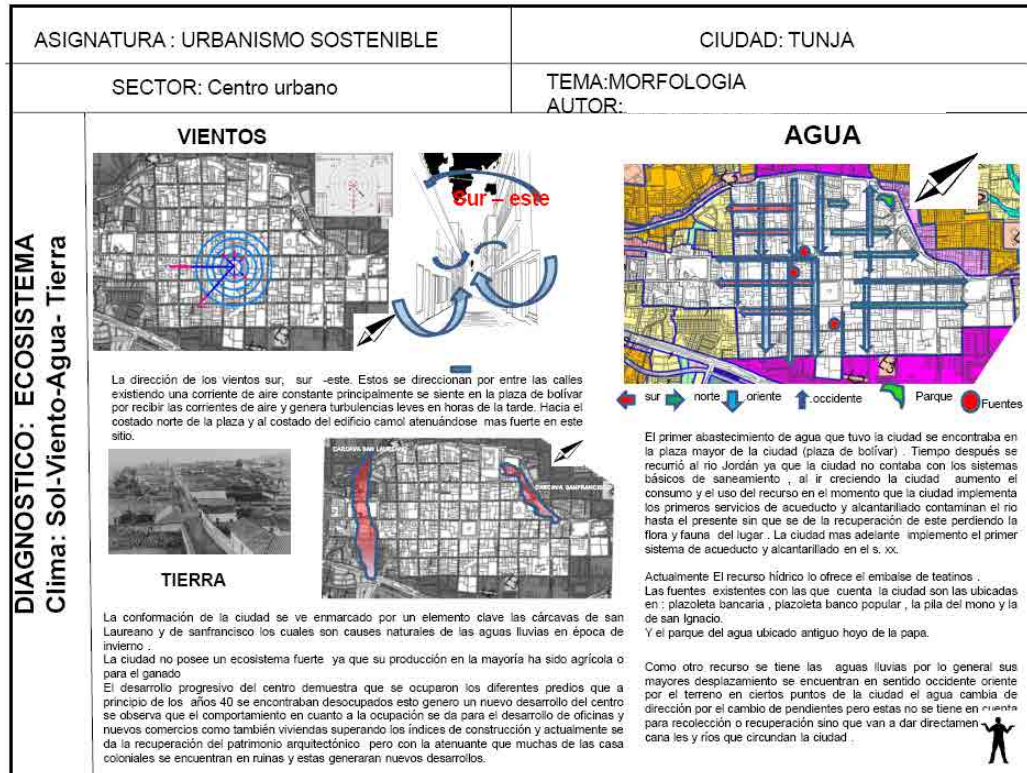 ASIGNATURA : URBANISMO SOSTENIBLE
CIUDAD: TUNJA
SECTOR: Centro urbano
TEMA:MORFOLOGIA
AUTOR:
DIAGNOSTICO: ECOSISTEMA
Clima: Sol-Viento-Agua- Tierra
VIENTOS
Sur – este
La dirección de los vientos sur, sur -este. Estos se direccionan por entre las calles
existiendo una corriente de aire constante principalmente se siente en la plaza de bolívar
por recibir las corrientes de aire y genera turbulencias leves en horas de la tarde. Hacia el
costado norte de la plaza y al costado del edificio camol atenuándose mas fuerte en este
sitio.
CARCAVA SAN LAUREANO
CARCAVA SANFRANCISCO
TIERRA
La conformación de la ciudad se ve enmarcado por un elemento clave las cárcavas de san
Laureano y de sanfrancisco los cuales son causes naturales de las aguas lluvias en época de
invierno .
La ciudad no posee un ecosistema fuerte ya que su producción en la mayoría ha sido agrícola o
para el ganado
El desarrollo progresivo del centro demuestra que se ocuparon los diferentes predios que a
principio de los años 40 se encontraban desocupados esto genero un nuevo desarrollo del centro
se observa que el comportamiento en cuanto a la ocupación se da para el desarrollo de oficinas y
nuevos comercios como también viviendas superando los índices de construcción y actualmente se
da la recuperación del patrimonio arquitectónico pero con la atenuante que muchas de las casa
coloniales se encuentran en ruinas y estas generaran nuevos desarrollos.
AGUA
sur norte oriente .occidente Parque Fuentes
El primer abastecimiento de agua que tuvo la ciudad se encontraba en
la plaza mayor de la ciudad (plaza de bolívar) . Tiempo después se
recurrió al rio Jordán ya que la ciudad no contaba con los sistemas
básicos de saneamiento , al ir creciendo la ciudad aumento el
consumo y el uso del recurso en el momento que la ciudad implementa
los primeros servicios de acueducto y alcantarillado contaminan el rio
hasta el presente sin que se de la recuperación de este perdiendo la
flora y fauna del lugar . La ciudad mas adelante implemento el primer
sistema de acueducto y alcantarillado en el s. xx.
Actualmente El recurso hídrico lo ofrece el embalse de teatinos .
Las fuentes existentes con las que cuenta la ciudad son las ubicadas
en : plazoleta bancaria , plazoleta banco popular , la pila del mono y la
de san Ignacio.
Y el parque del agua ubicado antiguo hoyo de la papa.
Como otro recurso se tiene las aguas lluvias por lo general sus
mayores desplazamiento se encuentran en sentido occidente oriente
por el terreno en ciertos puntos de la ciudad el agua cambia de
dirección por el cambio de pendientes pero estas no se tiene en cuenta
para recolección o recuperación sino que van a dar directamen
cana les y ríos que circundan la ciudad .